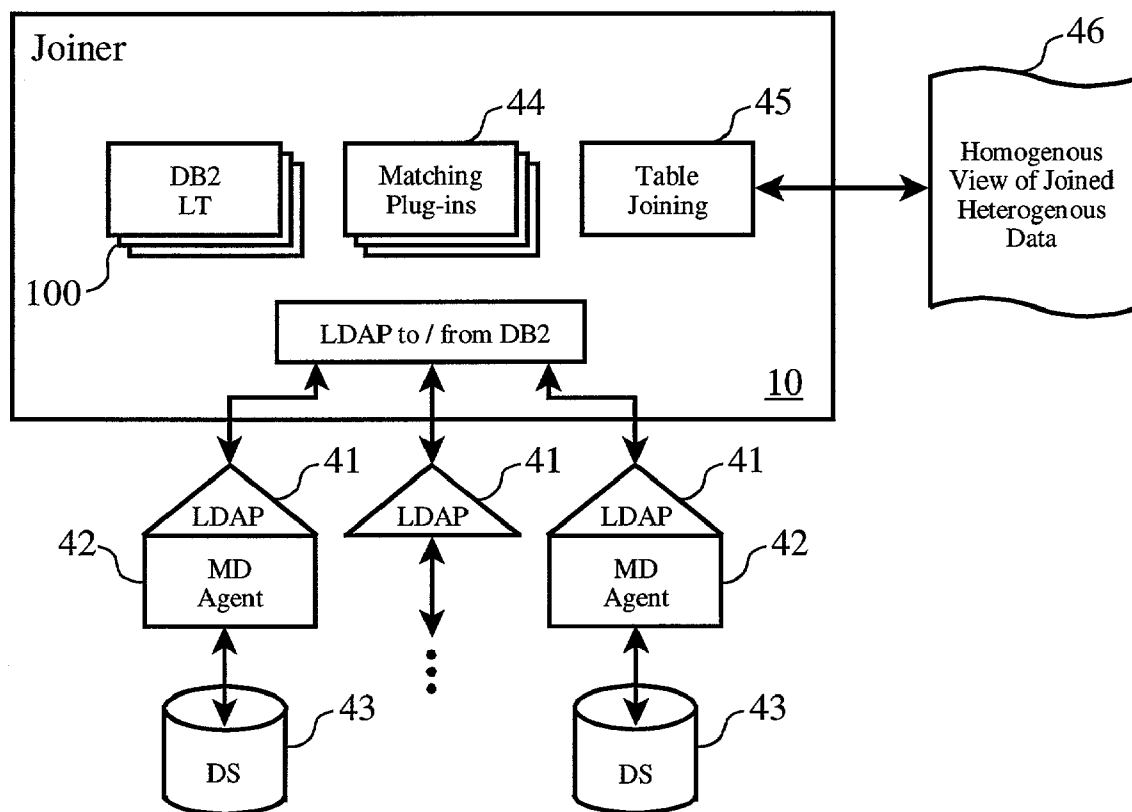 Joiner
46
44
45
DB2
LT
Matching
Plug-ins
Table
Joining
Homogenous
View of Joined
Heterogenous
Data
100
LDAP to / from DB2
10
41
41
41
LDAP
LDAP
LDAP
42
MD
Agent
MD
Agent
42
43
DS
43
DS